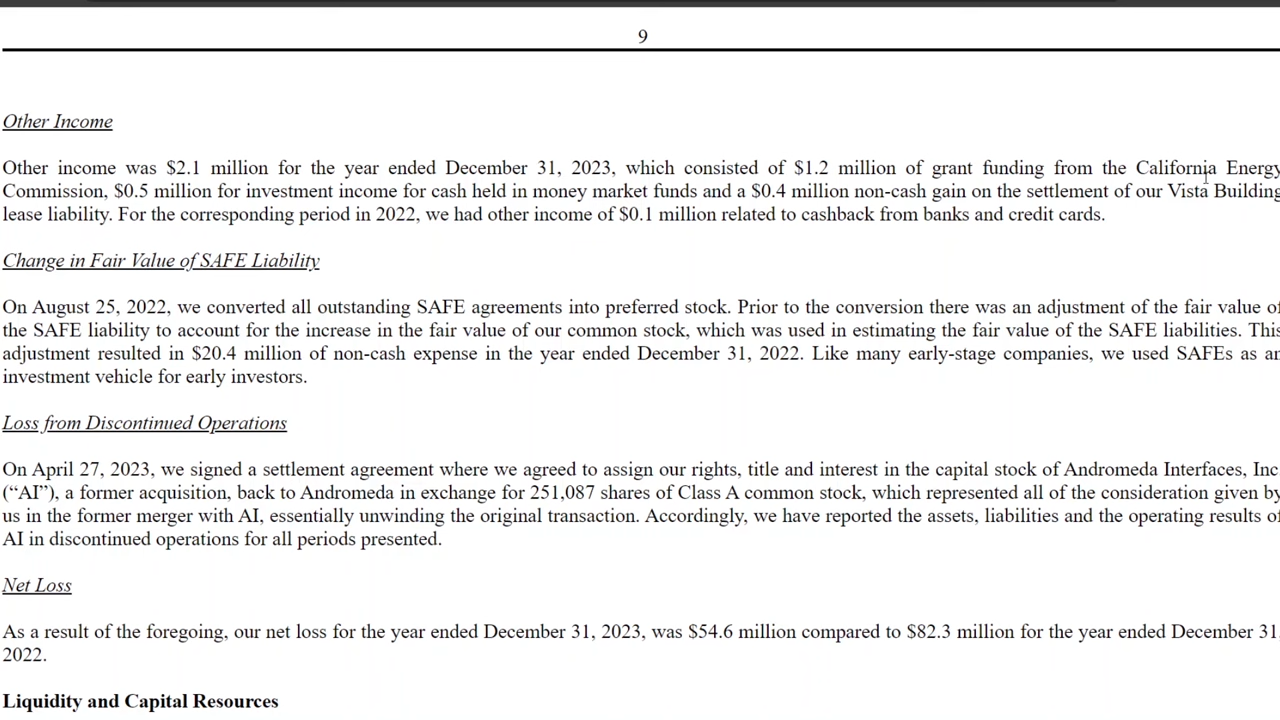 9
Other Income
Other income was $2.1 million for the year ended December 31, 2023, which consisted of $1.2 million of grant funding from the California Energy
Commission, $0.5 million for investment income for cash held in money market funds and a $0.4 million non-cash gain on the settlement of our Vista Building
lease liability. For the corresponding period in 2022, we had other income of $0.1 million related to cashback from banks and credit cards.
Change in Fair Value of SAFE Liability
On August 25, 2022, we converted all outstanding SAFE agreements into preferred stock. Prior to the conversion there was an adjustment of the fair value of
the SAFE liability to account for the increase in the fair value of our common stock, which was used in estimating the fair value of the SAFE liabilities. This
adjustment resulted in $20.4 million of non-cash expense in the year ended December 31, 2022. Like many early-stage companies, we used SAFEs as an
investment vehicle for early investors.
Loss from Discontinued Operations
On April 27, 2023, we signed a settlement agreement where we agreed to assign our rights, title and interest in the capital stock of Andromeda Interfaces, Inc.
(“AI”), a former acquisition, back to Andromeda in exchange for 251,087 shares of Class A common stock, which represented all of the consideration given by
us in the former merger with AI, essentially unwinding the original transaction. Accordingly, we have reported the assets, liabilities and the operating results of
AI in discontinued operations for all periods presented.
Net Loss
As a result of the foregoing, our net loss for the year ended December 31, 2023, was $54.6 million compared to $82.3 million for the year ended December 31,
2022.
Liquidity and Capital Resources